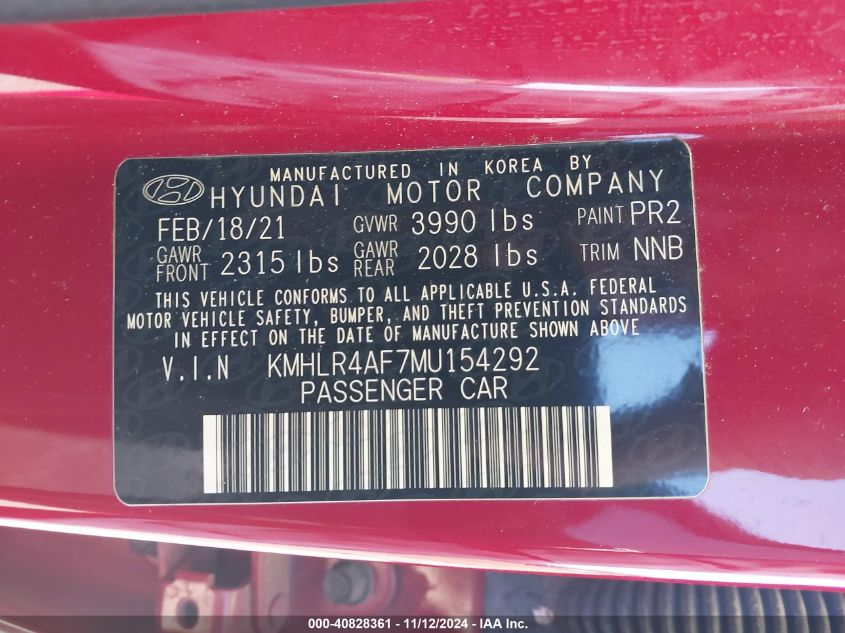 MANUFACTURED IN KOREA BY
HYUNDAI MOTOR COMPANY
FEB/18/21 GVWR 3990 lbs PAINT PR2
GAWR FRONT 2315 lbs GAWR REAR 2028 lbs TRIM NNB
THIS VEHICLE CONFORMS TO ALL APPLICABLE U.S.A. FEDERAL
MOTOR VEHICLE SAFETY, BUMPER, AND THEFT PREVENTION STANDARDS
IN EFFECT ON THE DATE OF MANUFACTURE SHOWN ABOVE
V.I.N KMHLR4AF7MU154292
PASSENGER CAR
000-40828361 - 11/12/2024 - IAA Inc.